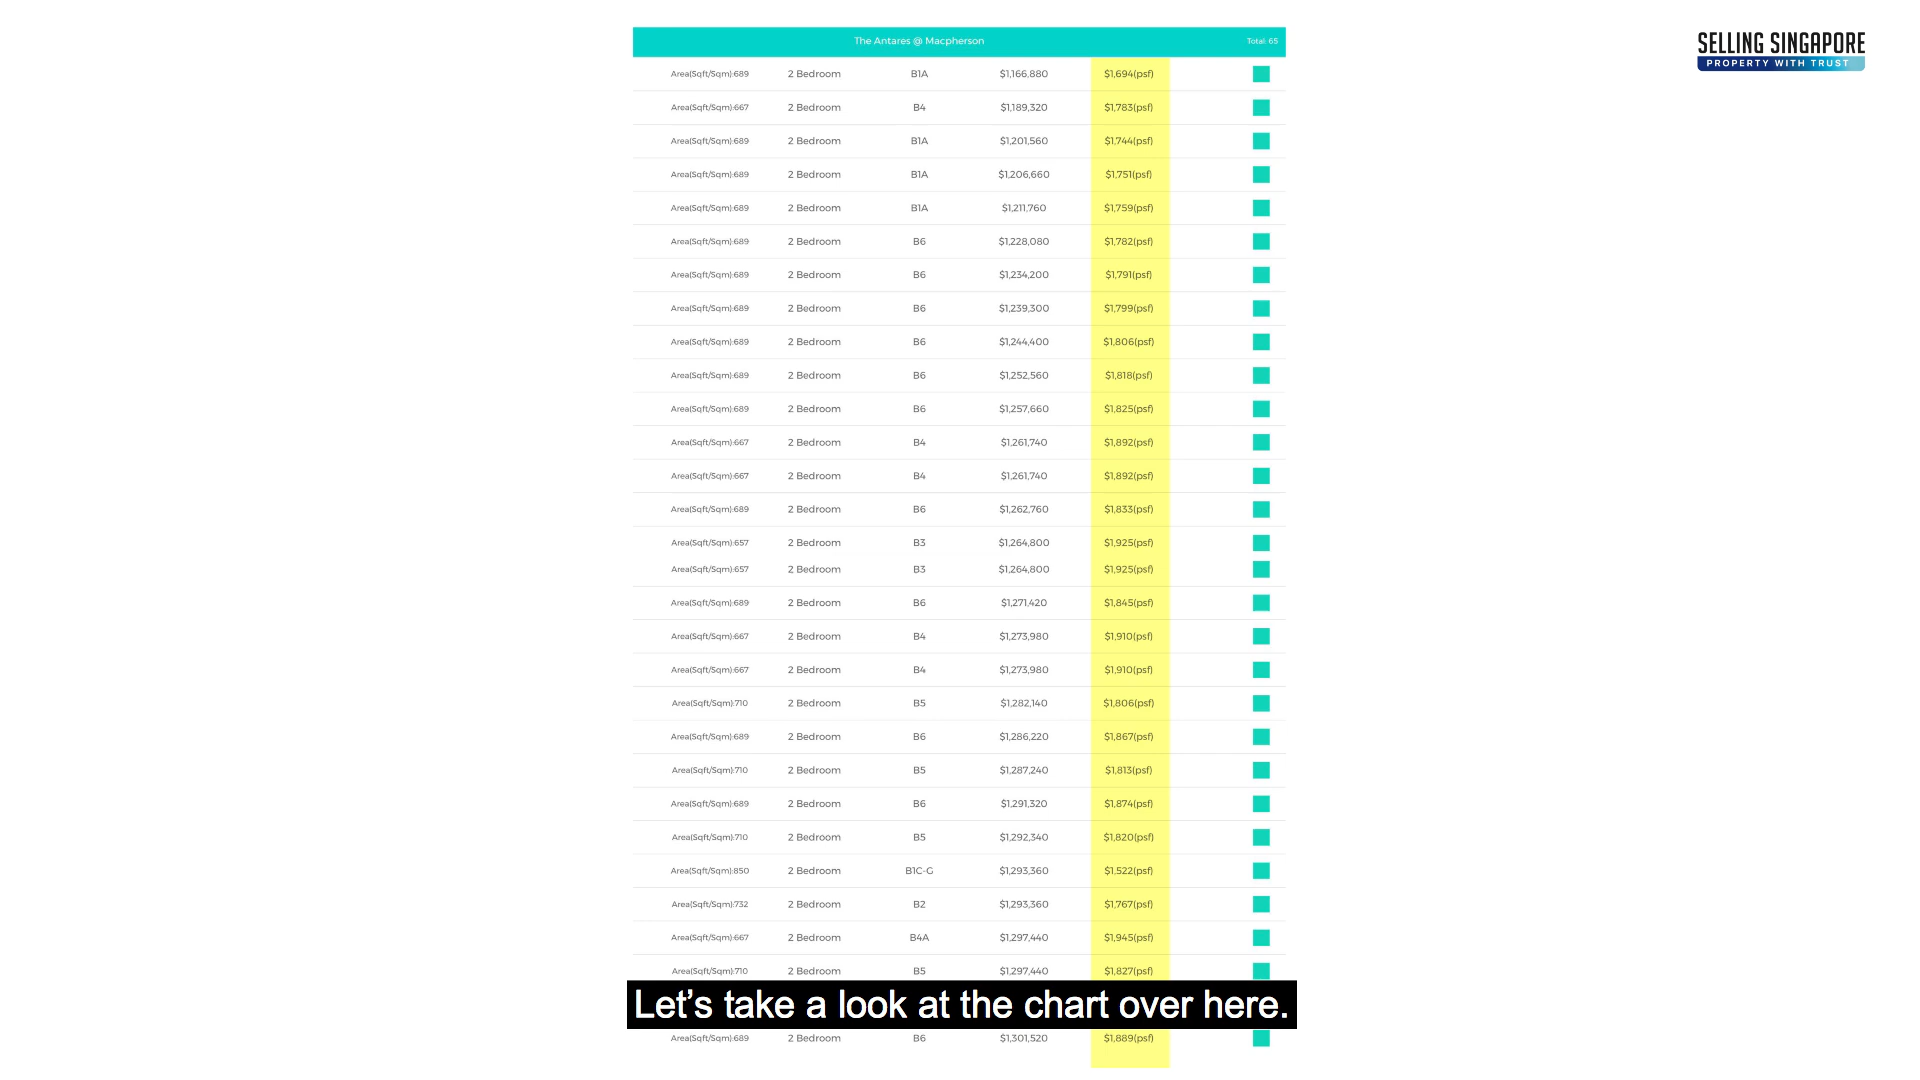 The Antares @ Macpherson Total: 65
SELLING SINGAPORE
PROPERTY WITH TRUST
Area(Sqft/Sqm):689 2 Bedroom B1A $1,166,880 $1,694(psf)
Area(Sqft/Sqm):667 2 Bedroom B4 $1,189,320 $1,783(psf)
Area(Sqft/Sqm):689 2 Bedroom B1A $1,201,560 $1,744(psf)
Area(Sqft/Sqm):689 2 Bedroom B1A $1,206,660 $1,751(psf)
Area(Sqft/Sqm):689 2 Bedroom B1A $1,211,760 $1,759(psf)
Area(Sqft/Sqm):689 2 Bedroom B6 $1,228,080 $1,782(psf)
Area(Sqft/Sqm):689 2 Bedroom B6 $1,234,200 $1,791(psf)
Area(Sqft/Sqm):689 2 Bedroom B6 $1,239,300 $1,799(psf)
Area(Sqft/Sqm):689 2 Bedroom B6 $1,244,400 $1,806(psf)
Area(Sqft/Sqm):689 2 Bedroom B6 $1,252,560 $1,818(psf)
Area(Sqft/Sqm):689 2 Bedroom B6 $1,257,660 $1,825(psf)
Area(Sqft/Sqm):667 2 Bedroom B4 $1,261,740 $1,892(psf)
Area(Sqft/Sqm):667 2 Bedroom B4 $1,261,740 $1,892(psf)
Area(Sqft/Sqm):689 2 Bedroom B6 $1,262,760 $1,833(psf)
Area(Sqft/Sqm):657 2 Bedroom B3 $1,264,800 $1,925(psf)
Area(Sqft/Sqm):657 2 Bedroom B3 $1,264,800 $1,925(psf)
Area(Sqft/Sqm):689 2 Bedroom B6 $1,271,420 $1,845(psf)
Area(Sqft/Sqm):667 2 Bedroom B4 $1,273,980 $1,910(psf)
Area(Sqft/Sqm):667 2 Bedroom B4 $1,273,980 $1,910(psf)
Area(Sqft/Sqm):710 2 Bedroom B5 $1,282,140 $1,806(psf)
Area(Sqft/Sqm):689 2 Bedroom B6 $1,286,220 $1,867(psf)
Area(Sqft/Sqm):710 2 Bedroom B5 $1,287,240 $1,813(psf)
Area(Sqft/Sqm):689 2 Bedroom B6 $1,291,320 $1,874(psf)
Area(Sqft/Sqm):710 2 Bedroom B5 $1,292,340 $1,820(psf)
Area(Sqft/Sqm):850 2 Bedroom B1C-G $1,293,360 $1,522(psf)
Area(Sqft/Sqm):732 2 Bedroom B2 $1,293,360 $1,767(psf)
Area(Sqft/Sqm):667 2 Bedroom B4A $1,297,440 $1,945(psf)
Area(Sqft/Sqm):710 2 Bedroom B5 $1,297,440 $1,827(psf)
Let's take a look at the chart over here.
Area(Sqft/Sqm):689 2 Bedroom B6 $1,301,520 $1,889(psf)